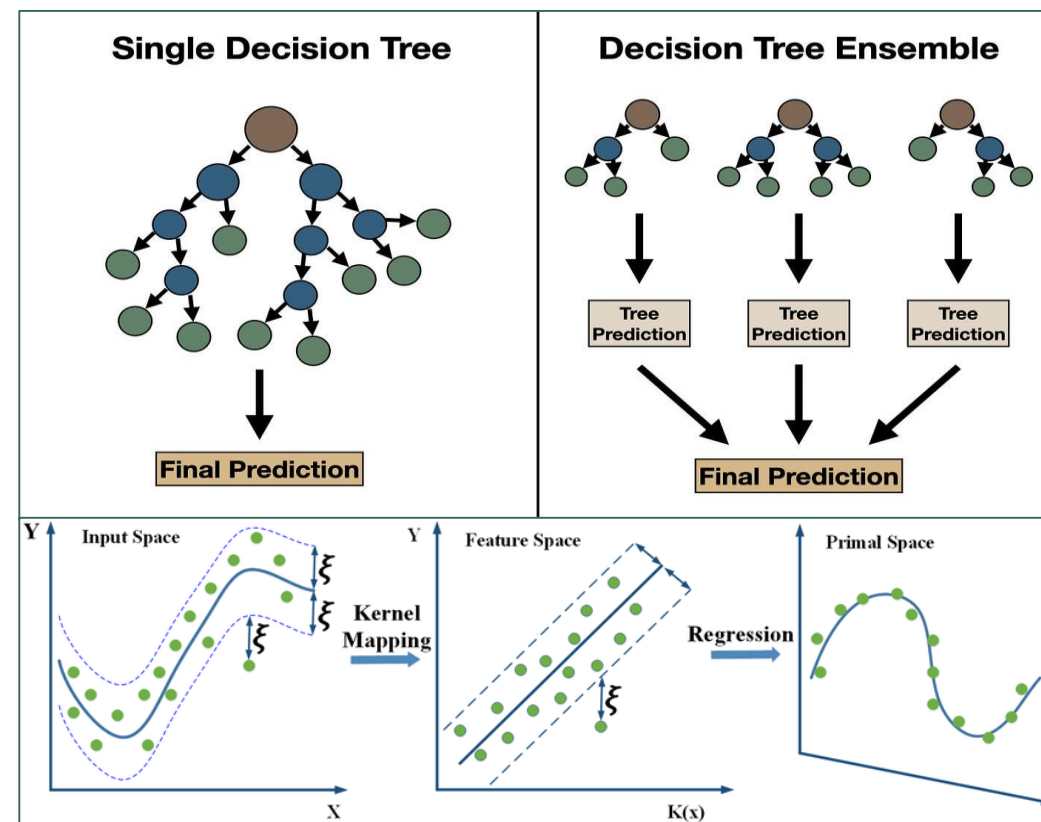 Single Decision Tree
Decision Tree Ensemble
Tree
Prediction
Tree
Prediction
Tree
Prediction
Final Prediction
Final Prediction
Y
Input Space
ξ
ξ
ξ
X
Kernel
Mapping
Y
Feature Space
ξ
K(x)
Regression
Primal Space